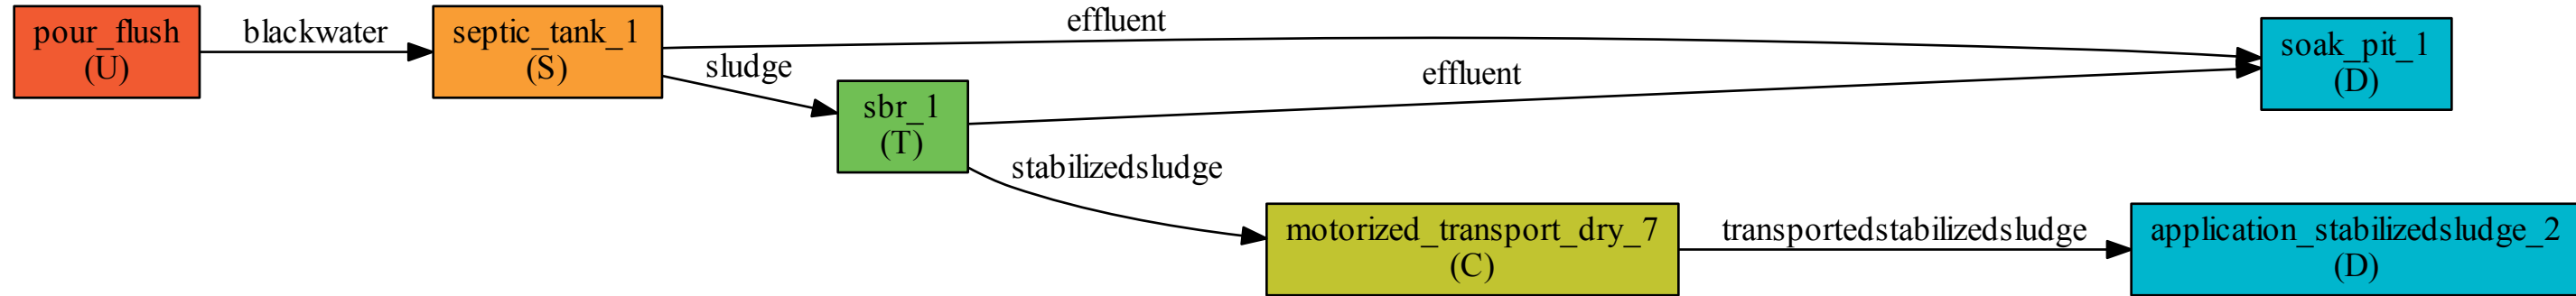 pour_flush
(U)
blackwater
septic_tank_1
(S)
effluent
sludge
sbr_1
(T)
effluent
stabilizedsludge
soak_pit_1
(D)
motorized_transport_dry_7
(C)
transportedstabilizedsludge
application_stabilizedsludge_2
(D)